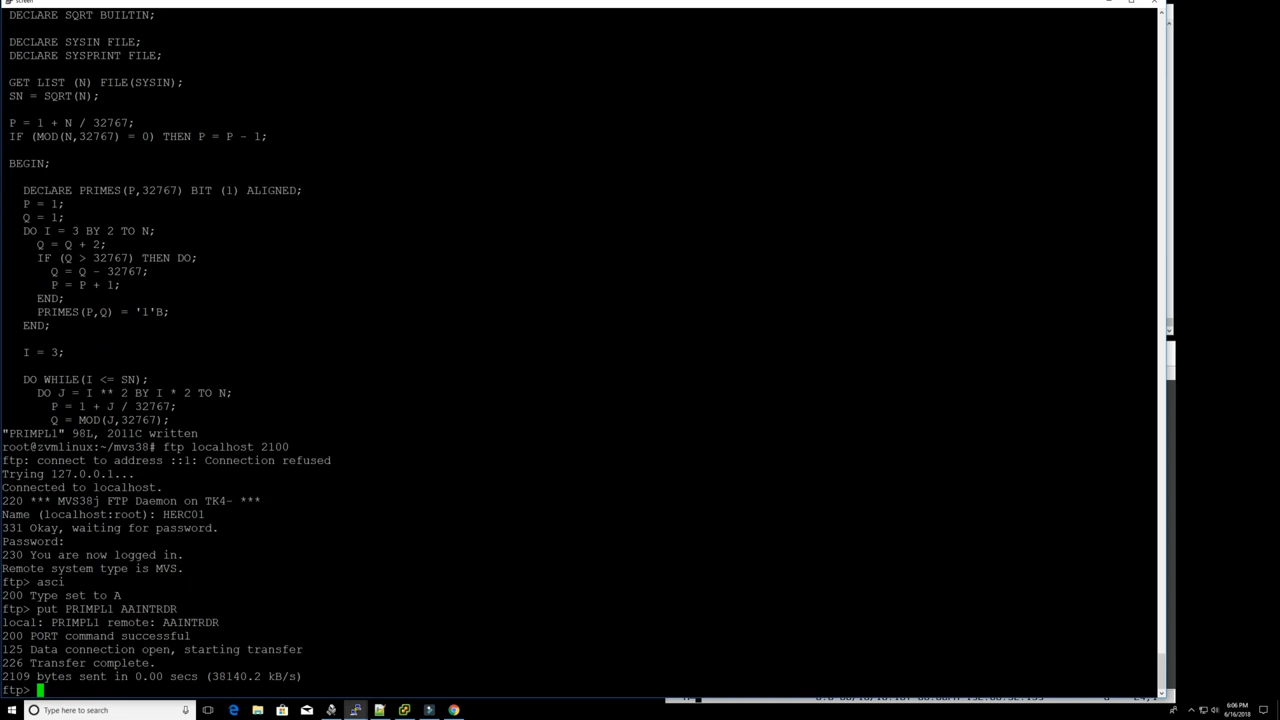 screen
DECLARE SQRT BUILTIN;
DECLARE SYSIN FILE;
DECLARE SYSPRINT FILE;
GET LIST (N) FILE(SYSIN);
SN = SQRT(N);
P = 1 + N / 32767;
IF (MOD(N,32767) = 0) THEN P = P - 1;
BEGIN;
DECLARE PRIMES(P,32767) BIT (1) ALIGNED;
P = 1;
Q = 1;
DO I = 3 BY 2 TO N;
Q = Q + 2;
IF (Q > 32767) THEN DO;
Q = Q - 32767;
P = P + 1;
END;
PRIMES(P,Q) = '1'B;
END;
I = 3;
DO WHILE(I <= SN);
DO J = I ** 2 BY I * 2 TO N;
P = 1 + J / 32767;
Q = MOD(J,32767);
"PRIMPL1" 98L, 2011C written
root@zvmlinux:~/mvs38# ftp localhost 2100
ftp: connect to address ::1: Connection refused
Trying 127.0.0.1...
Connected to localhost.
220 *** MVS38j FTP Daemon on TK4- ***
Name (localhost:root): HERC01
331 Okay, waiting for password.
Password:
230 You are now logged in.
Remote system type is MVS.
ftp> asci
200 Type set to A
ftp> put PRIMPL1 AAINTRDR
local: PRIMPL1 remote: AAINTRDR
200 PORT command successful
125 Data connection open, starting transfer
226 Transfer complete.
2109 bytes sent in 0.00 secs (38140.2 kB/s)
ftp>
Type here to search
6:06 PM
6/16/2018